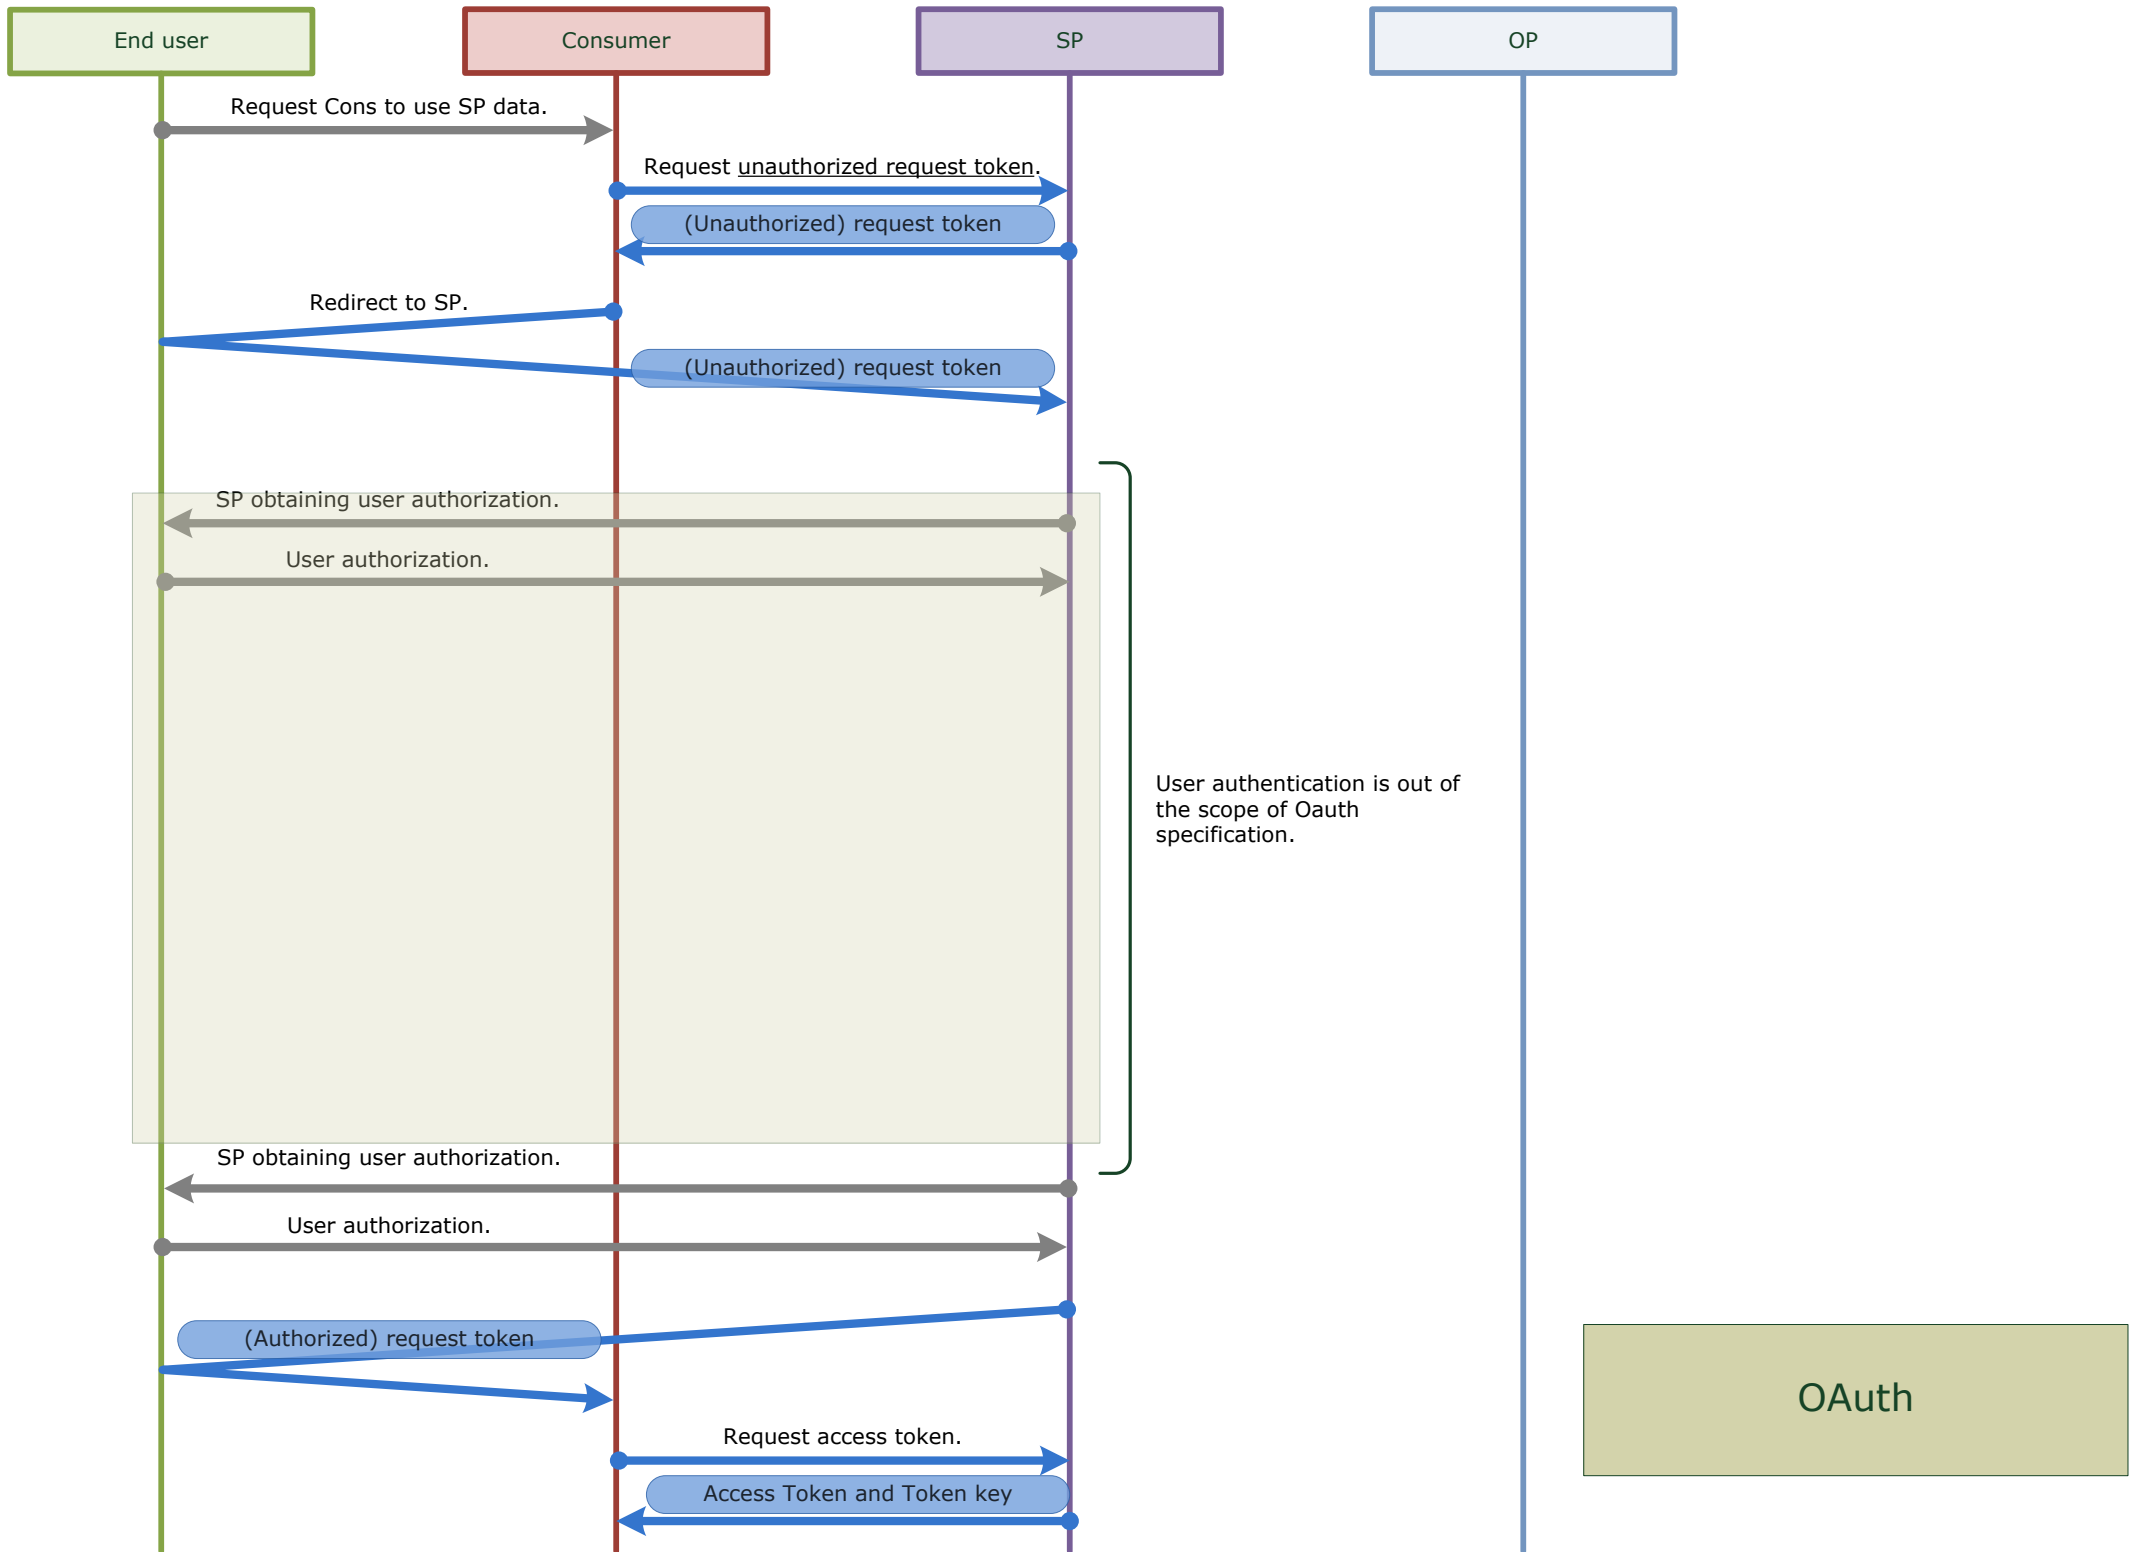 End user
Consumer
SP
OP
Request Cons to use SP data.
Request unauthorized request token.
(Unauthorized) request token
Redirect to SP.
(Unauthorized) request token
SP obtaining user authorization.
User authorization.
User authentication is out of
the scope of Oauth
specification.
SP obtaining user authorization.
User authorization.
(Authorized) request token
OAuth
Request access token.
Access Token and Token key